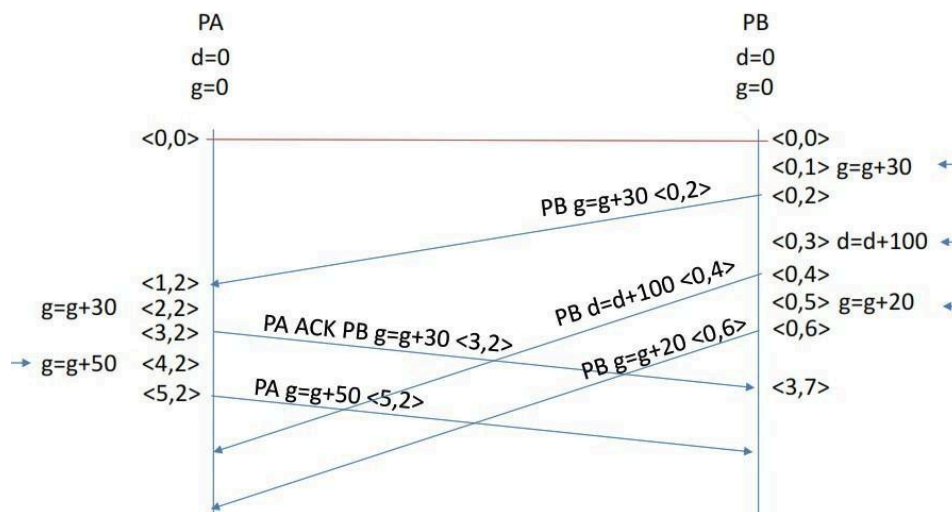 PA PB
d=0 d=0
g=0 g=0
<0,0> <0,0>
<0,1> g=g+30
PB g=g+30 <0,2> <0,2>
<0,3> d=d+100
PB d=d+100 <0,4> <0,4>
<1,2>
g=g+30 <2,2> <0,5> g=g+20
<3,2> PA ACK PB g=g+30 <3,2> PB g=g+20 <0,6> <0,6>
g=g+50 <4,2>
<5,2> PA g=g+50 <5,2> <3,7>